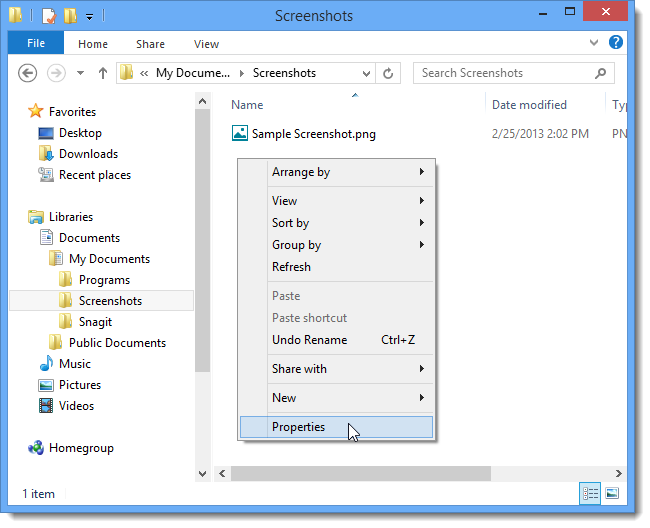 Screenshots
File Home Share View
« My Docume... Screenshots Search Screenshots
Name Date modified Ty
Sample Screenshot.png 2/25/2013 2:02 PM PN
Favorites
Desktop
Downloads
Recent places
Libraries
Documents
My Documents
Programs
Screenshots
Snagit
Public Documents
Music
Pictures
Videos
Homegroup
Arrange by
View
Sort by
Group by
Refresh
Paste
Paste shortcut
Undo Rename Ctrl+Z
Share with
New
Properties
1 item